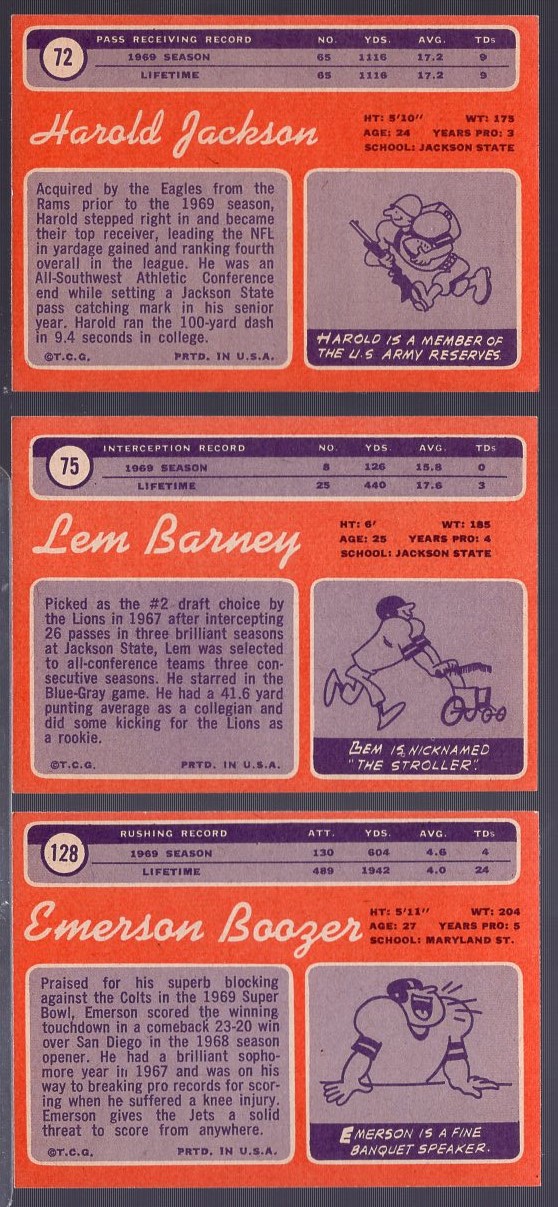 72 PASS RECEIVING RECORD NO. YDS. AVG. TDs
1969 SEASON 65 1116 17.2 9
LIFETIME 65 1116 17.2 9
Harold Jackson
HT: 5'10" WT: 175
AGE: 24 YEARS PRO: 3
SCHOOL: JACKSON STATE
Acquired by the Eagles from the
Rams prior to the 1969 season,
Harold stepped right in and became
their top receiver, leading the NFL
in yardage gained and ranking fourth
overall in the league. He was an
All-Southwest Athletic Conference
end while setting a Jackson State
pass catching mark in his senior
year. Harold ran the 100-yard dash
in 9.4 seconds in college.
©T.C.G. PRTD. IN U.S.A.
HAROLD IS A MEMBER OF
THE U.S ARMY RESERVES.
75 INTERCEPTION RECORD NO. YDS. AVG. TDs
1969 SEASON 8 126 15.8 0
LIFETIME 25 440 17.6 3
Lem Barney
HT: 6' WT: 185
AGE: 25 YEARS PRO: 4
SCHOOL: JACKSON STATE
Picked as the #2 draft choice by
the Lions in 1967 after intercepting
26 passes in three brilliant seasons
at Jackson State, Lem was selected
to all-conference teams three con-
secutive seasons. He starred in the
Blue-Gray game. He had a 41.6 yard
punting average as a collegian and
did some kicking for the Lions as
a rookie.
©T.C.G. PRTD. IN U.S.A.
LEM IS NICKNAMED
"THE STROLLER".
128 RUSHING RECORD ATT. YDS. AVG. TDs
1969 SEASON 130 604 4.6 4
LIFETIME 489 1942 4.0 24
Emerson Boozer
HT: 5'11" WT: 204
AGE: 27 YEARS PRO: 5
SCHOOL: MARYLAND ST.
Praised for his superb blocking
against the Colts in the 1969 Super
Bowl, Emerson scored the winning
touchdown in a comeback 23-20 win
over San Diego in the 1968 season
opener. He had a brilliant sopho-
more year in 1967 and was on his
way to breaking pro records for scor-
ing when he suffered a knee injury.
Emerson gives the Jets a solid
threat to score from anywhere.
©T.C.G. PRTD. IN U.S.A.
EMERSON IS A FINE
BANQUET SPEAKER.